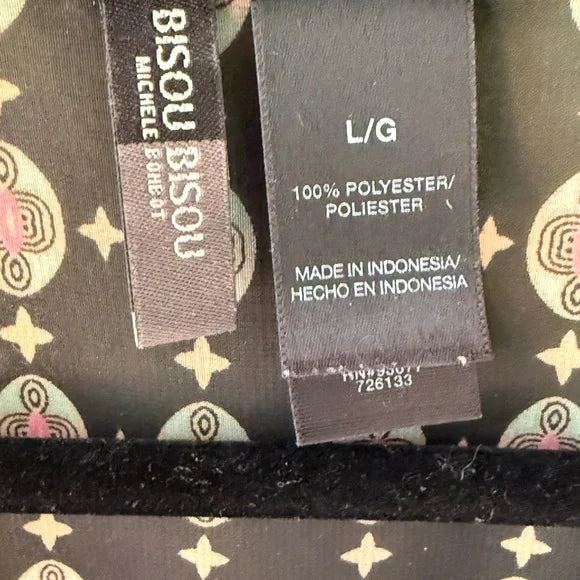 BISOU BISOU
MICHELE BOHBOT
L/G
100% POLYESTER/
POLIESTER
MADE IN INDONESIA/
HECHO EN INDONESIA
726133